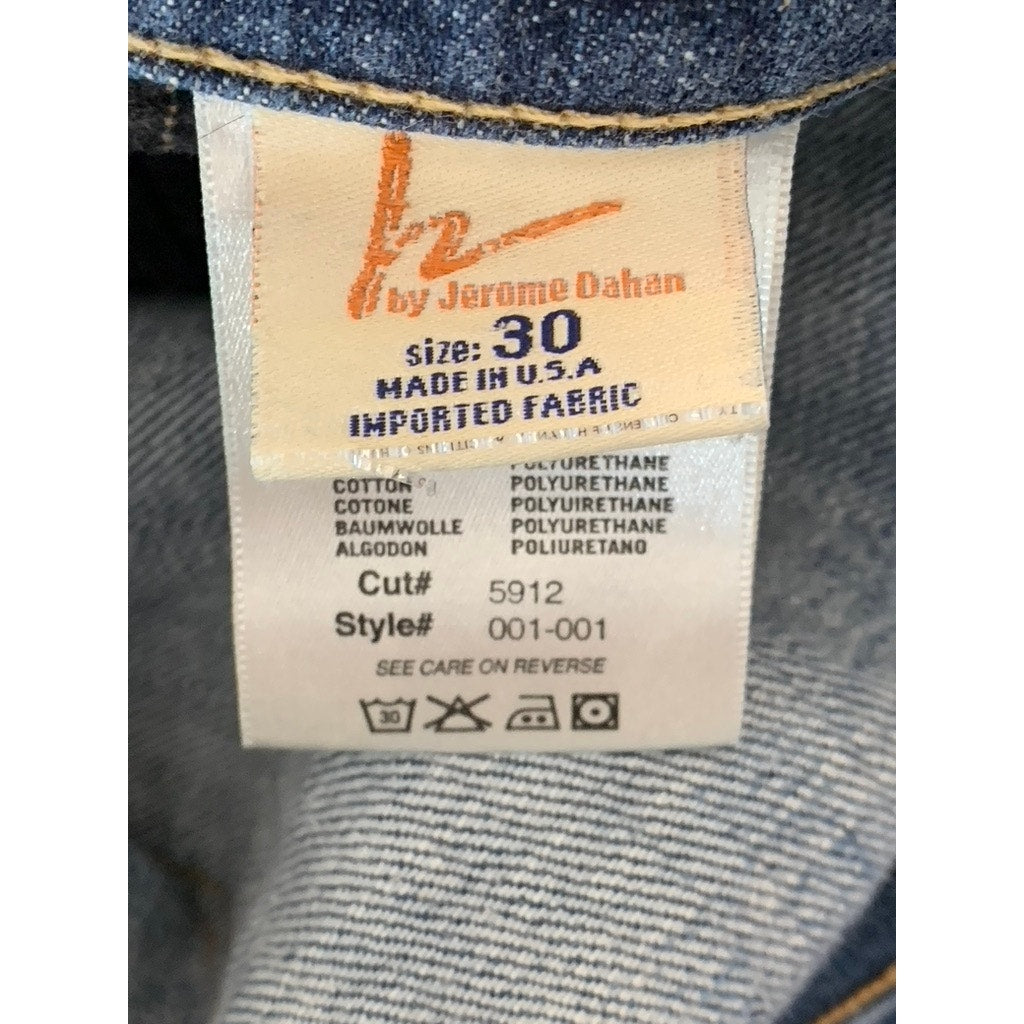 by Jerome Dahan
size: 30
MADE IN U.S.A
IMPORTED FABRIC
POLYURETHANE
COTTON POLYURETHANE
COTONE POLYUIRETHANE
BAUMWOLLE POLYURETHANE
ALGODON POLIURETANO
Cut# 5912
Style# 001-001
SEE CARE ON REVERSE
30